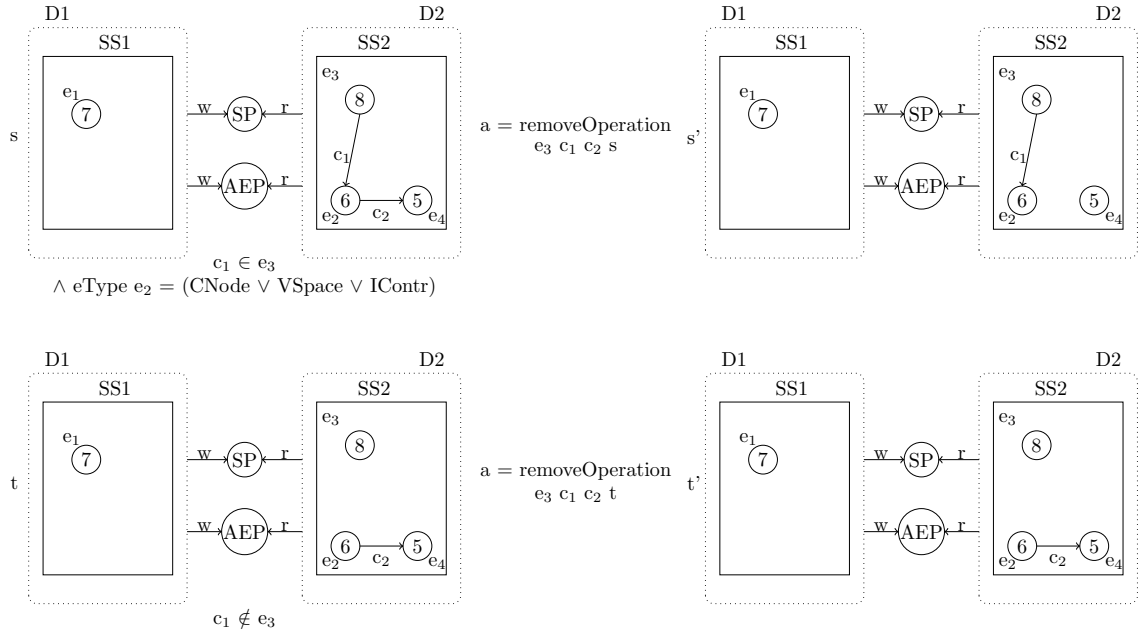 D1
D2
SS1
SS2
e3
8
e1
7
w
SP
r
s
c1
w
AEP
r
6
5
e2
c2
e4
c1 ∈ e3
∧ eType e2 = (CNode ∨ VSpace ∨ IContr)
a = removeOperation
e3 c1 c2 s
D1
D2
SS1
SS2
e3
8
e1
7
w
SP
r
s'
c1
w
AEP
r
6
5
e2
e4
D1
D2
SS1
SS2
e3
8
e1
7
w
SP
r
t
w
AEP
r
6
5
e2
c2
e4
c1 ∉ e3
a = removeOperation
e3 c1 c2 t
D1
D2
SS1
SS2
e3
8
e1
7
w
SP
r
t'
w
AEP
r
6
5
e2
c2
e4